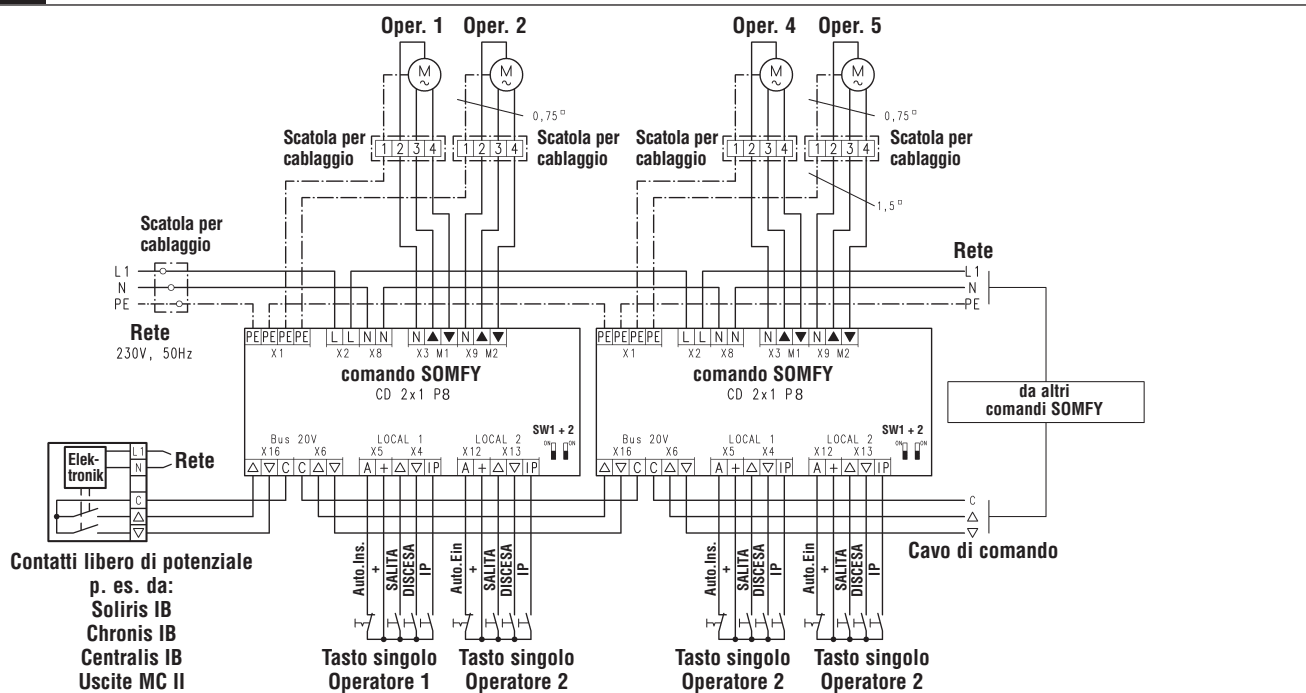 Oper. 1 Oper. 2 Oper. 4 Oper. 5
M ~ M ~ M ~ M ~
0,75 0,75
Scatola per cablaggio 1 2 3 4 1 2 3 4 Scatola per cablaggio Scatola per cablaggio 1 2 3 4 1 2 3 4 Scatola per cablaggio
1,5
Scatola per
cablaggio
Rete
L1 L1
N N
PE PE
Rete
230V, 50Hz
PE PE PE PE L L N N N ▲ ▼ N ▲ ▼ PE PE PE PE L L N N N ▲ ▼ N ▲ ▼
X1 X2 X8 X3 M1 X9 M2 X1 X2 X8 X3 M1 X9 M2
comando SOMFY comando SOMFY
CD 2x1 P8 CD 2x1 P8
da altri
comandi SOMFY
SW1 + 2 SW1 + 2
Bus 20V LOCAL 1 LOCAL 2 ON ON Bus 20V LOCAL 1 LOCAL 2 ON ON
X16 X6 X5 X4 X12 X13 X16 X6 X5 X4 X12 X13
△ ▽ C C △ ▽ A + △ ▽ IP A + △ ▽ IP △ ▽ C C △ ▽ A + △ ▽ IP A + △ ▽ IP
Elek-
tronik
L1
N
Rete
C C
△ △
▽ ▽
Cavo di comando
Contatti libero di potenziale
p. es. da:
Soliris IB
Chronis IB
Centralis IB
Uscite MC II
Auto.Ins. + SALITA DISCESA IP Auto.Ein + SALITA DISCESA IP Auto.Ins. + SALITA DISCESA IP Auto.Ein + SALITA DISCESA IP
Tasto singolo Tasto singolo Tasto singolo Tasto singolo
Operatore 1 Operatore 2 Operatore 2 Operatore 2